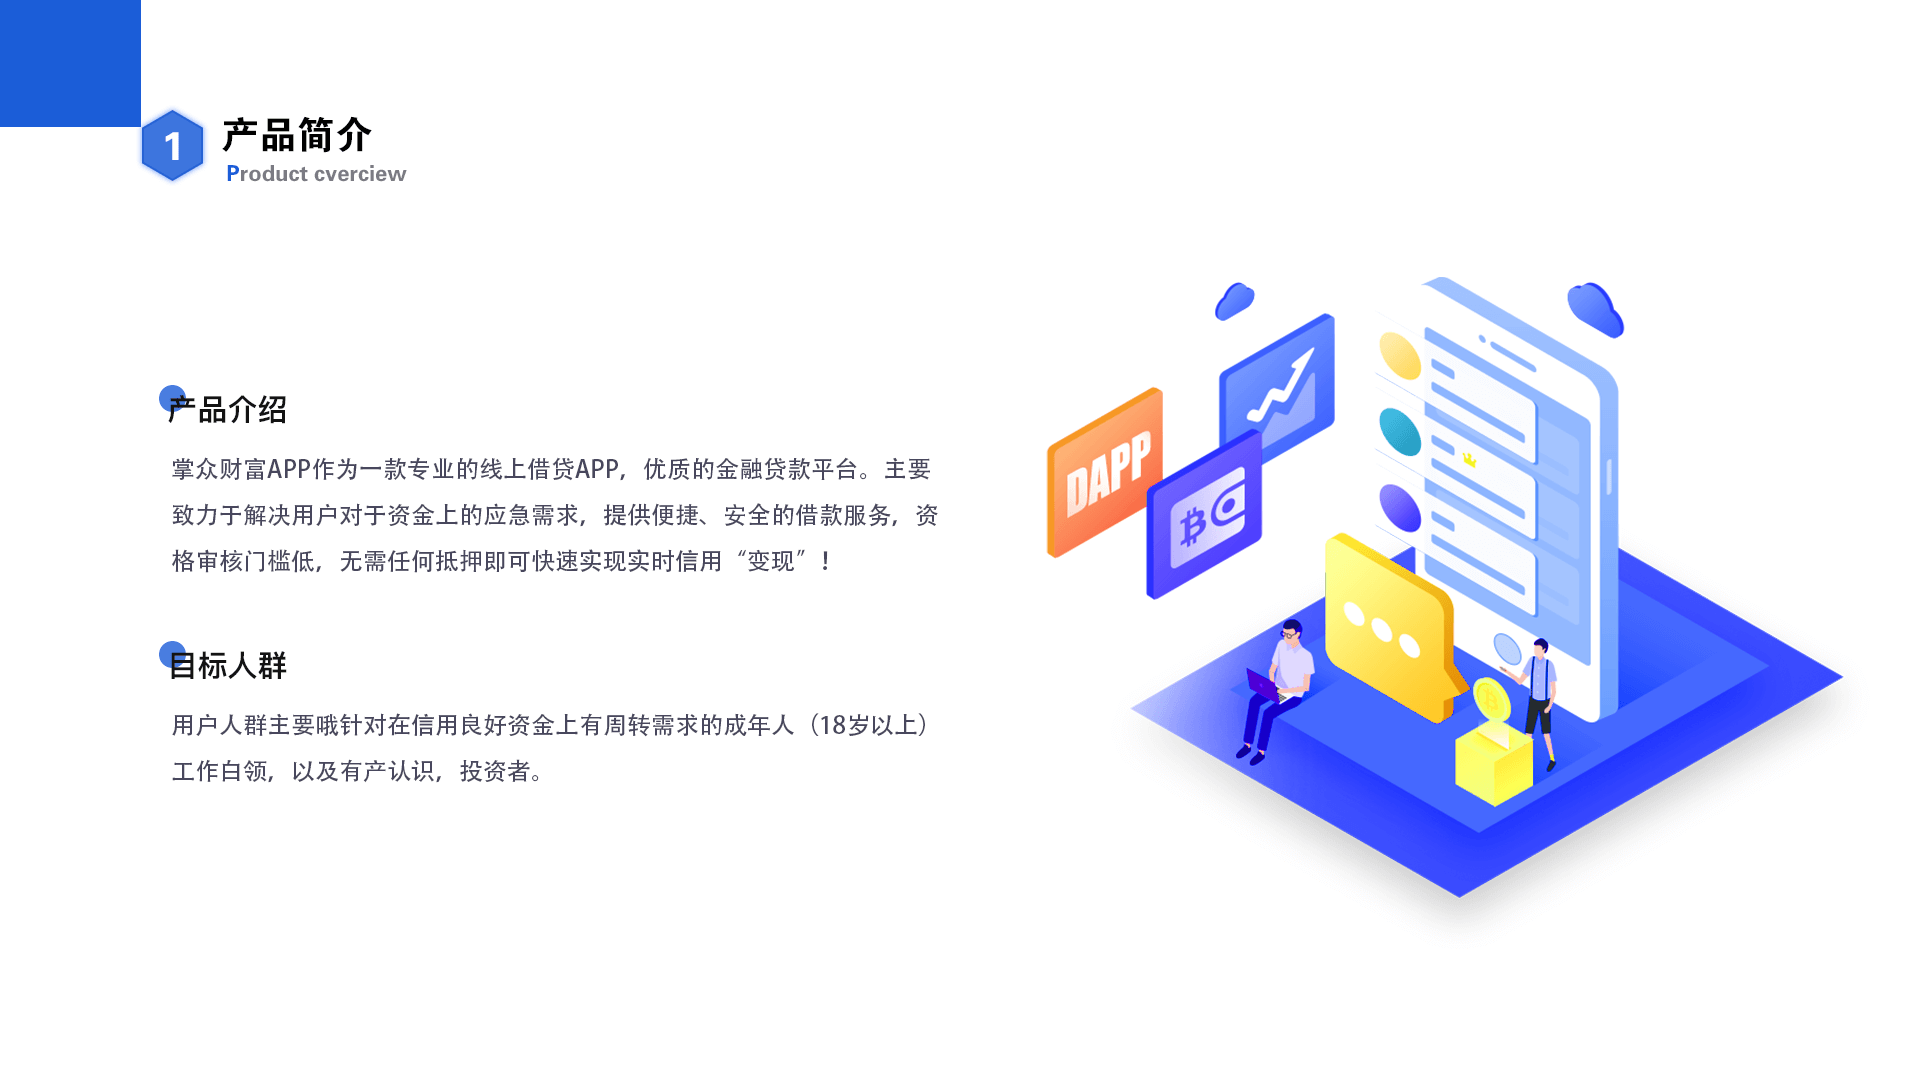 1
产品简介
Product cverciew
产品介绍
掌众财富APP作为一款专业的线上借贷APP，优质的金融贷款平台。主要
致力于解决用户对于资金上的应急需求，提供便捷、安全的借款服务，资
格审核门槛低，无需任何抵押即可快速实现实时信用“变现”！
目标人群
用户人群主要哦针对在信用良好资金上有周转需求的成年人（18岁以上）
工作白领，以及有产认识，投资者。
DAPP